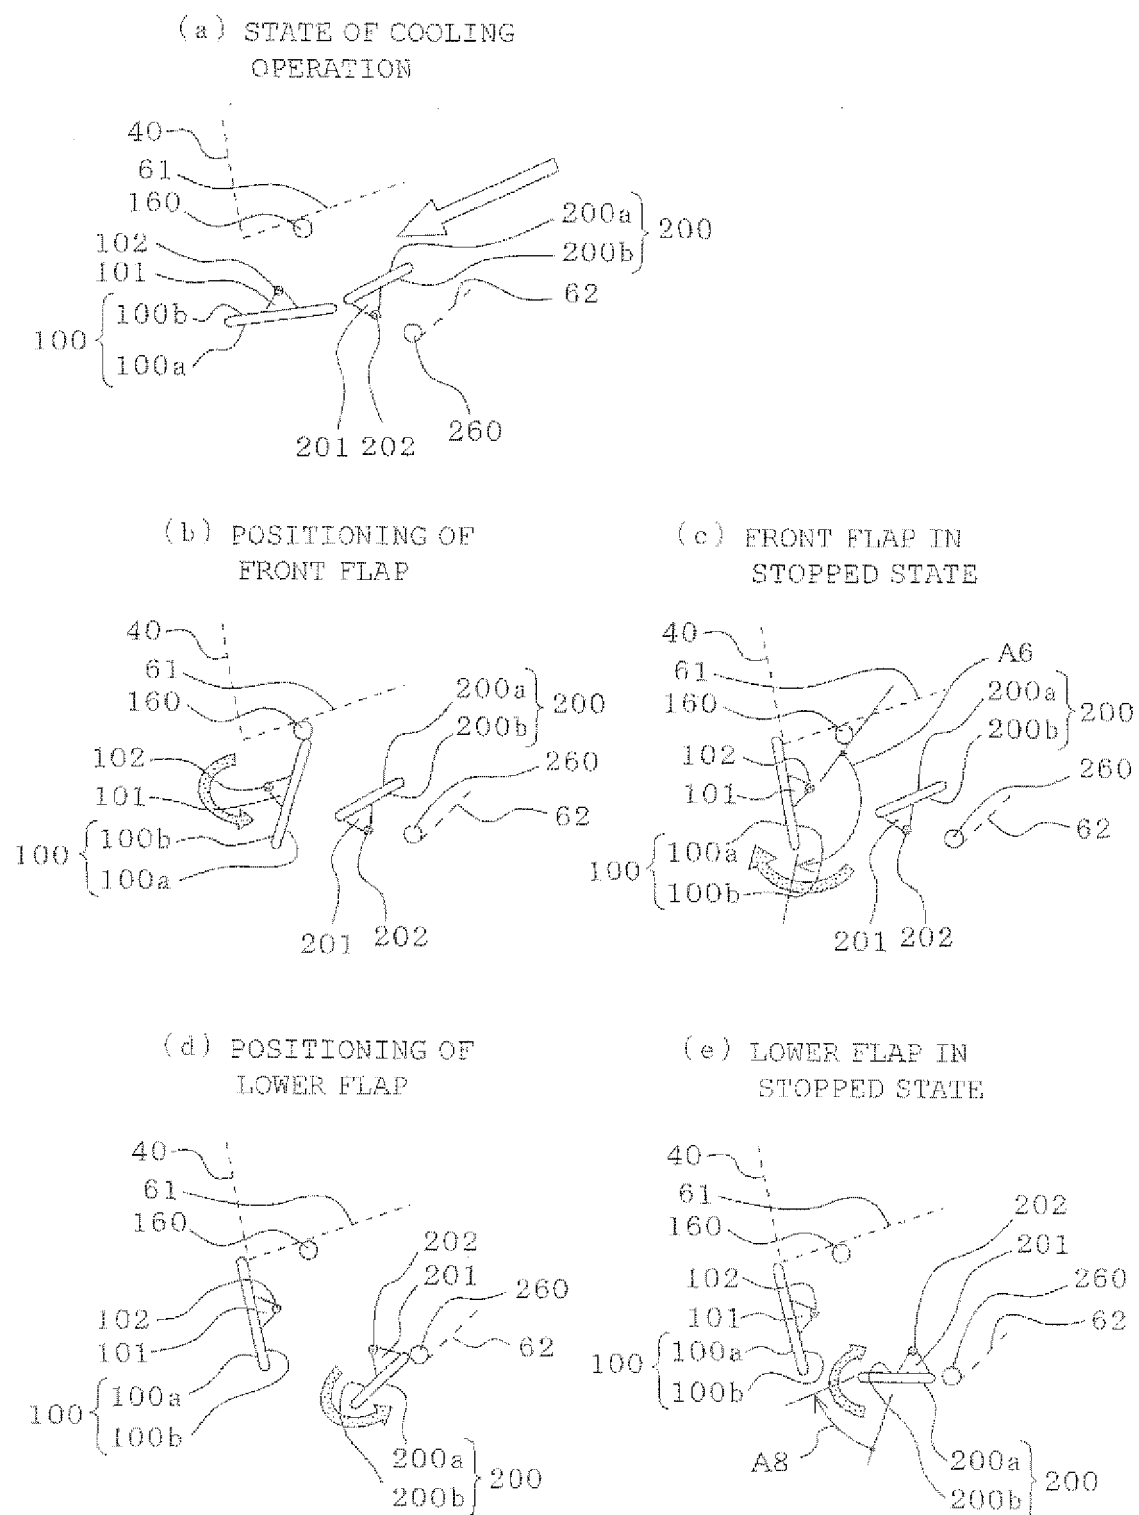 (a) STATE OF COOLING
OPERATION
40
61
160
102
101
100b
100
100a
200a
200
200b
62
201 202 260
(b) POSITIONING OF
FRONT FLAP
40
61
160
102
101
100b
100
100a
200a
200
200b
260
62
201 202
(c) FRONT FLAP IN
STOPPED STATE
40
A6
61
160
102
101
100a
100
100b
200a
200
200b
260
62
201 202
(d) POSITIONING OF
LOWER FLAP
40
61
160
202
201
102
101
260
62
100a
100
100b
200a
200
200b
(e) LOWER FLAP IN
STOPPED STATE
40
61
160
202
201
102
101
260
62
100a
100
100b
A8
200a
200
200b